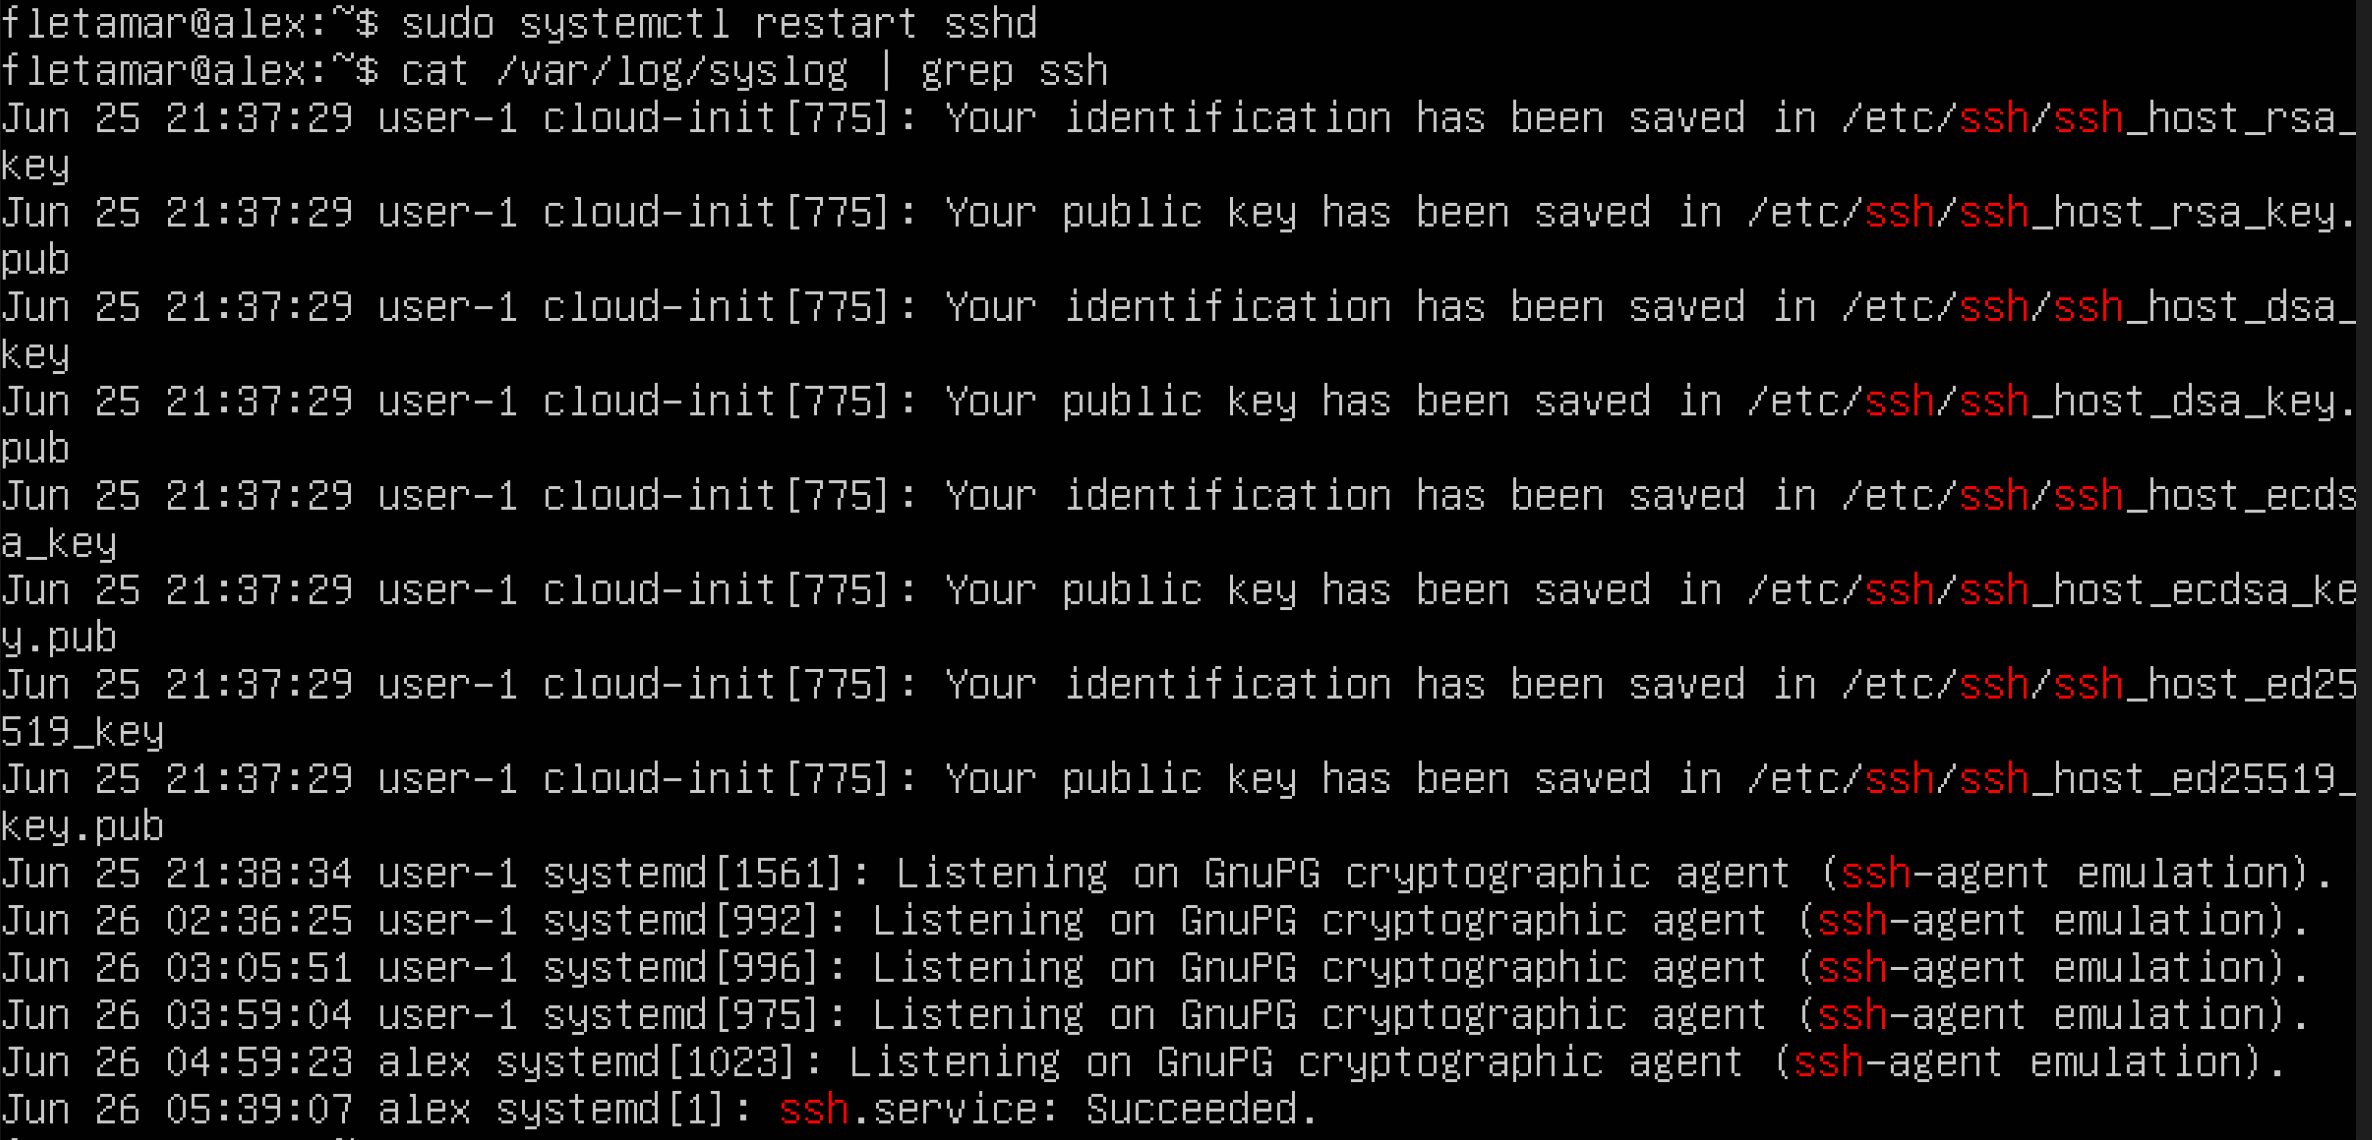 fletamar@alex:~$ sudo systemctl restart sshd
fletamar@alex:~$ cat /var/log/syslog | grep ssh
Jun 25 21:37:29 user-1 cloud-init[775]: Your identification has been saved in /etc/ssh/ssh_host_rsa_
key
Jun 25 21:37:29 user-1 cloud-init[775]: Your public key has been saved in /etc/ssh/ssh_host_rsa_key.
pub
Jun 25 21:37:29 user-1 cloud-init[775]: Your identification has been saved in /etc/ssh/ssh_host_dsa_
key
Jun 25 21:37:29 user-1 cloud-init[775]: Your public key has been saved in /etc/ssh/ssh_host_dsa_key.
pub
Jun 25 21:37:29 user-1 cloud-init[775]: Your identification has been saved in /etc/ssh/ssh_host_ecds
a_key
Jun 25 21:37:29 user-1 cloud-init[775]: Your public key has been saved in /etc/ssh/ssh_host_ecdsa_ke
y.pub
Jun 25 21:37:29 user-1 cloud-init[775]: Your identification has been saved in /etc/ssh/ssh_host_ed25
519_key
Jun 25 21:37:29 user-1 cloud-init[775]: Your public key has been saved in /etc/ssh/ssh_host_ed25519_
key.pub
Jun 25 21:38:34 user-1 systemd[1561]: Listening on GnuPG cryptographic agent (ssh-agent emulation).
Jun 26 02:36:25 user-1 systemd[992]: Listening on GnuPG cryptographic agent (ssh-agent emulation).
Jun 26 03:05:51 user-1 systemd[996]: Listening on GnuPG cryptographic agent (ssh-agent emulation).
Jun 26 03:59:04 user-1 systemd[975]: Listening on GnuPG cryptographic agent (ssh-agent emulation).
Jun 26 04:59:23 alex systemd[1023]: Listening on GnuPG cryptographic agent (ssh-agent emulation).
Jun 26 05:39:07 alex systemd[1]: ssh.service: Succeeded.